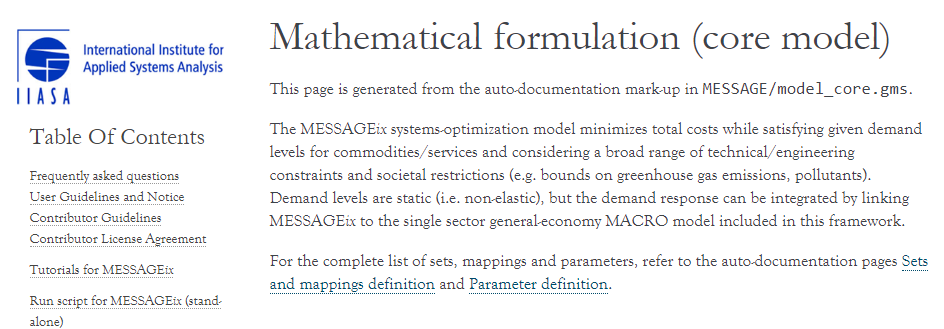 International Institute for
Applied Systems Analysis
IIASA
Table Of Contents
Frequently asked questions
User Guidelines and Notice
Contributor Guidelines
Contributor License Agreement
Tutorials for MESSAGEix
Run script for MESSAGEix (stand-
alone)
Mathematical formulation (core model)
This page is generated from the auto-documentation mark-up in MESSAGE/model_core.gms.
The MESSAGEix systems-optimization model minimizes total costs while satisfying given demand
levels for commodities/services and considering a broad range of technical/engineering
constraints and societal restrictions (e.g. bounds on greenhouse gas emissions, pollutants).
Demand levels are static (i.e. non-elastic), but the demand response can be integrated by linking
MESSAGEix to the single sector general-economy MACRO model included in this framework.
For the complete list of sets, mappings and parameters, refer to the auto-documentation pages Sets
and mappings definition and Parameter definition.